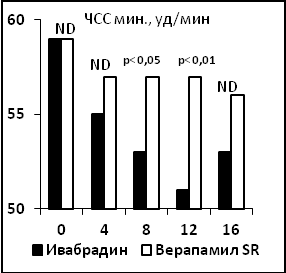 ЧСС мин., уд/мин
60
ND
ND
p<0,05
p<0,01
ND
55
50
0 4 8 12 16
Ивабрадин Верапамил SR